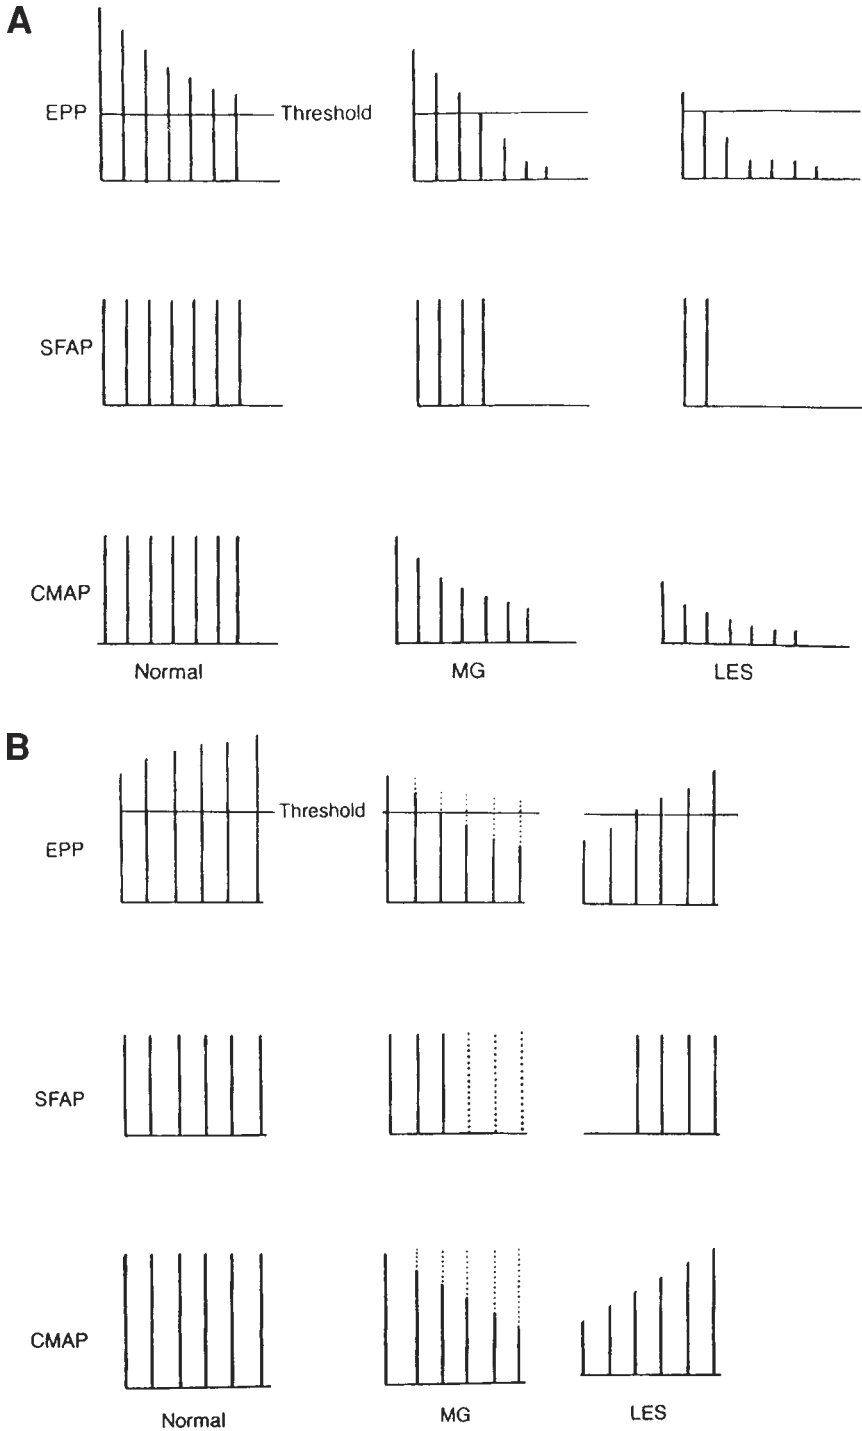 A
EPP
Threshold
SFAP
CMAP
Normal
MG
LES
B
Threshold
EPP
SFAP
CMAP
Normal
MG
LES